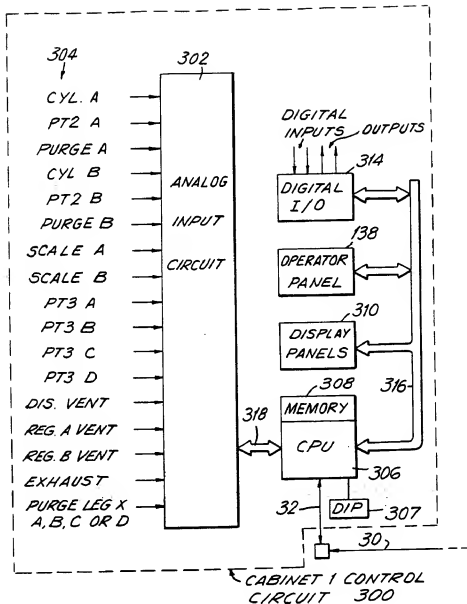 304
302
CYL. A
PT2 A
PURGE A
CYL B
PT2 B
PURGE B
SCALE A
SCALE B
PT3 A
PT3 B
PT3 C
PT3 D
DIS. VENT
REG. A VENT
REG. B VENT
EXHAUST
PURGE LEG X
A, B, C OR D
ANALOG
INPUT
CIRCUIT
DIGITAL
INPUTS OUTPUTS
314
DIGITAL
I/O
138
OPERATOR
PANEL
310
DISPLAY
PANELS
308
316
MEMORY
318
CPU
306
32
DIP
307
30
CABINET 1 CONTROL
CIRCUIT 300